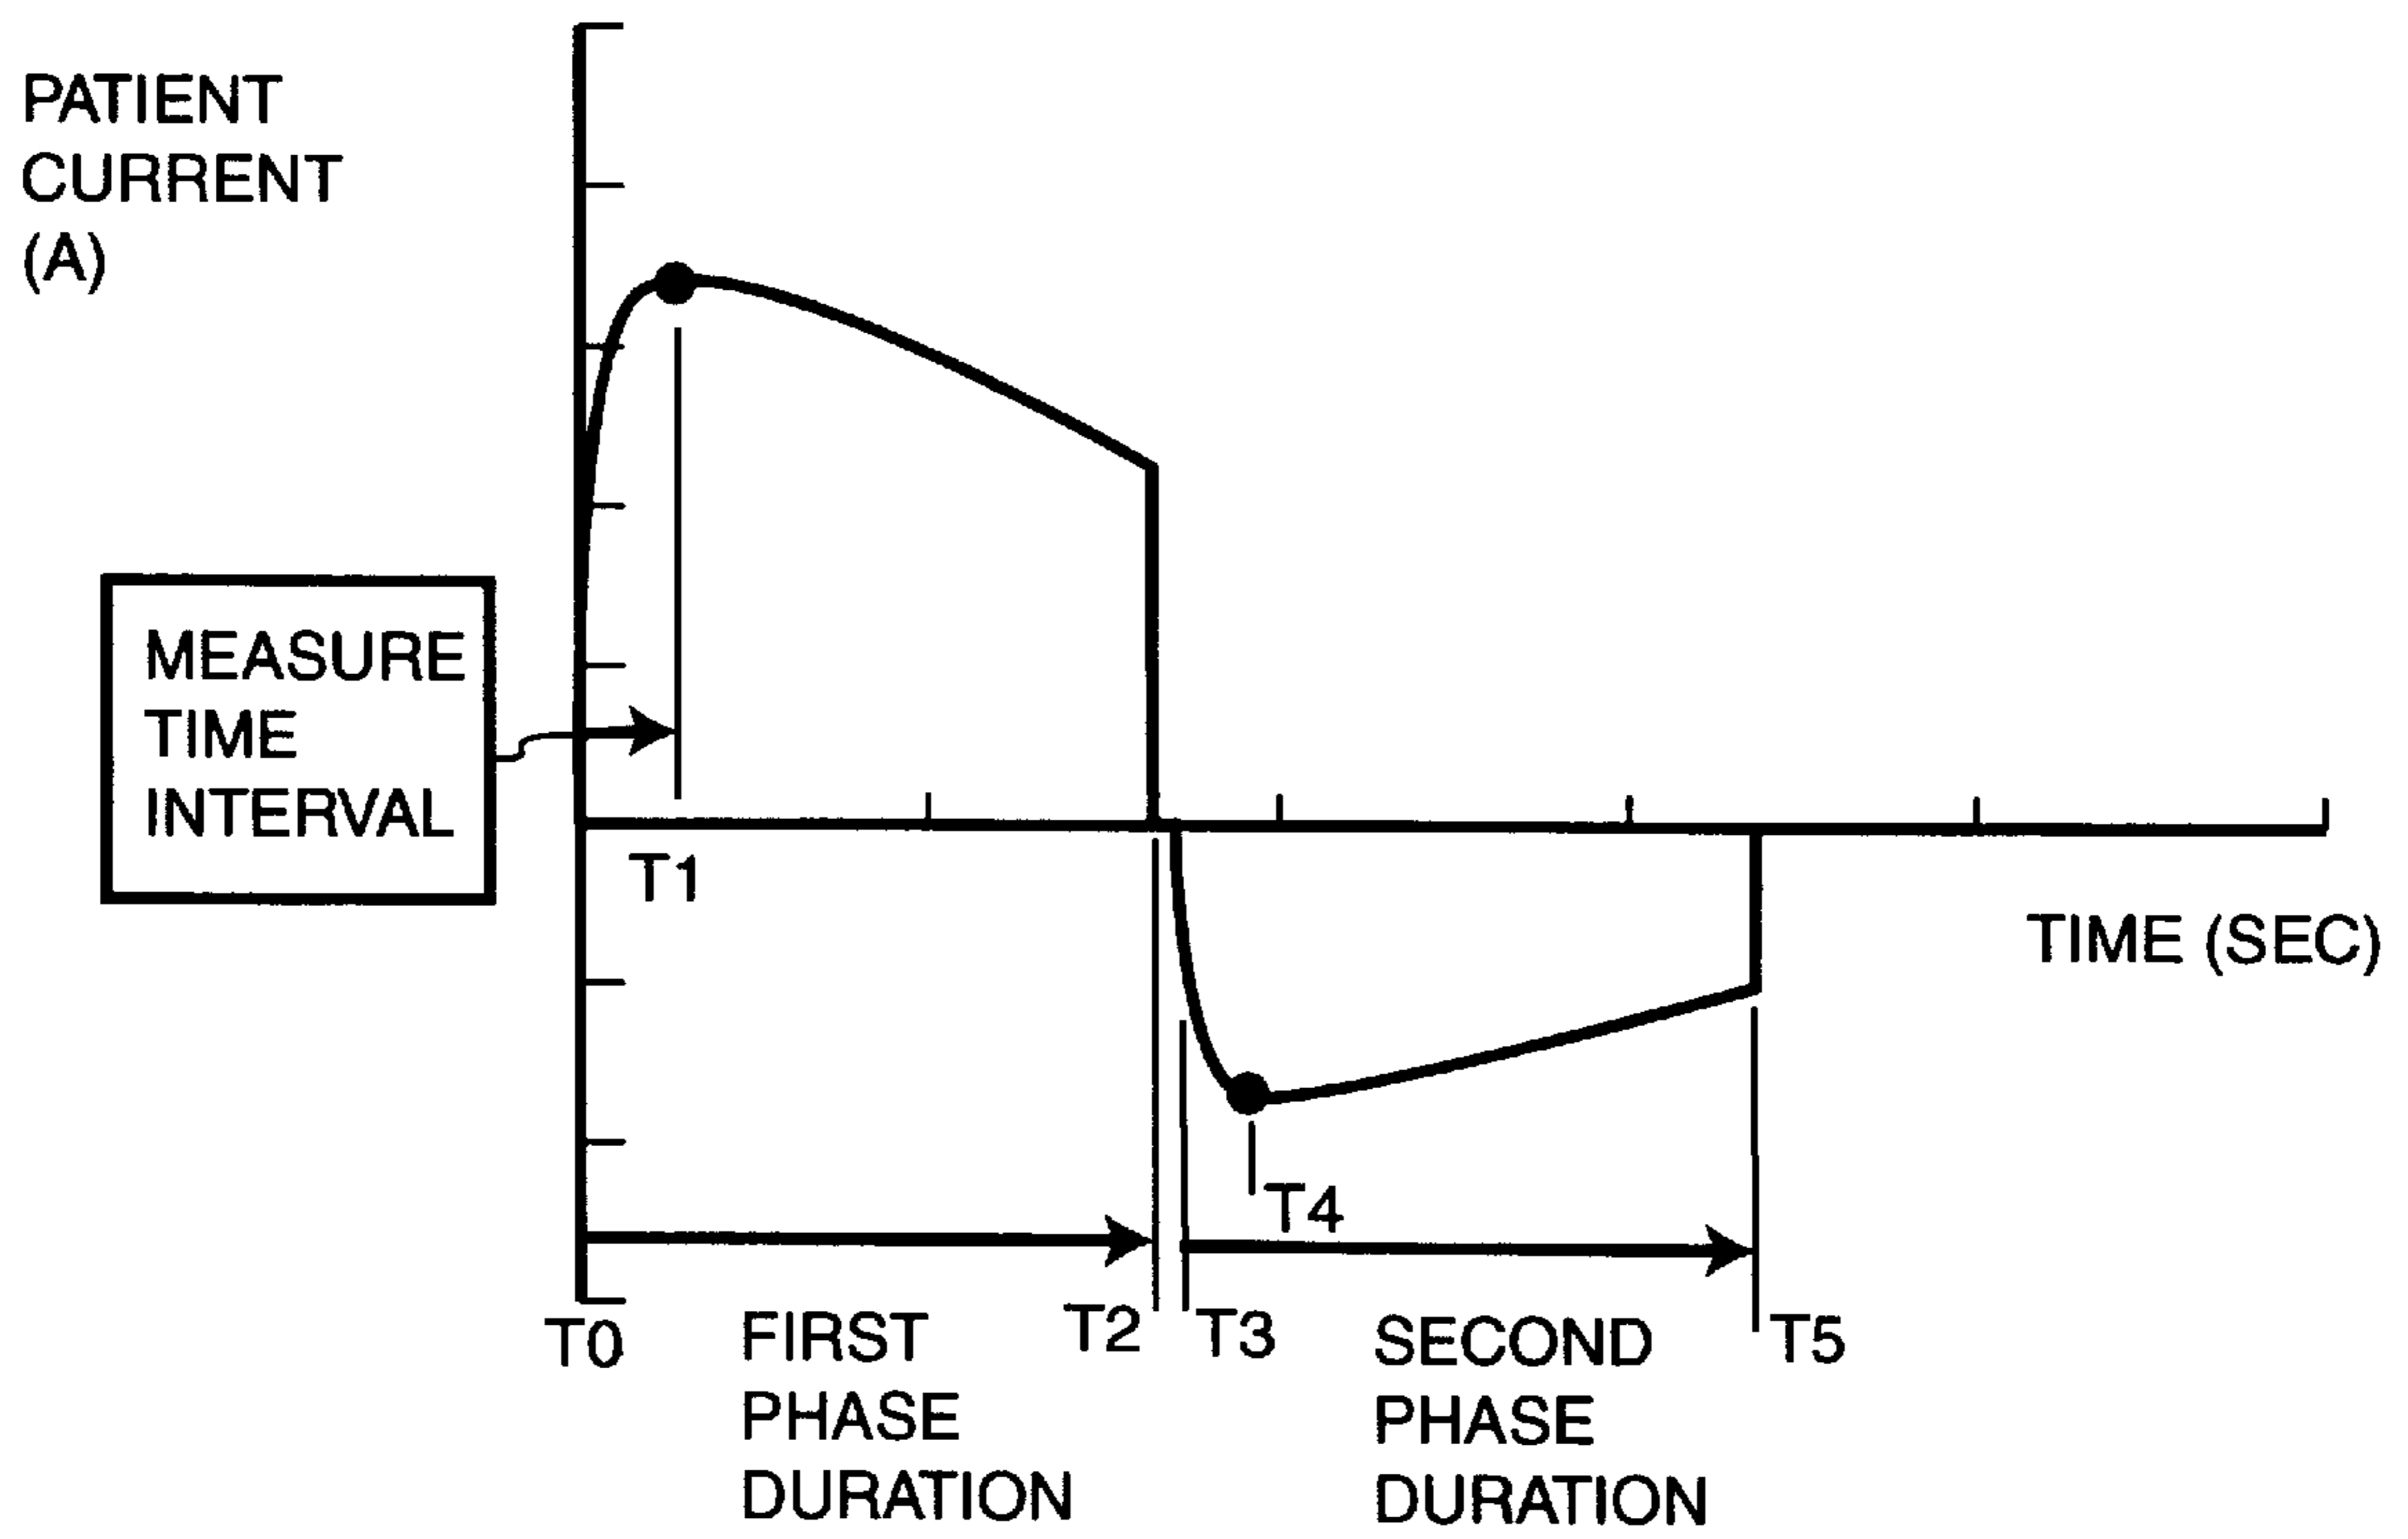 PATIENT
CURRENT
(A)
MEASURE
TIME
INTERVAL
T1
TIME (SEC)
T4
T0
FIRST
PHASE
DURATION
T2
T3
SECOND
PHASE
DURATION
T5